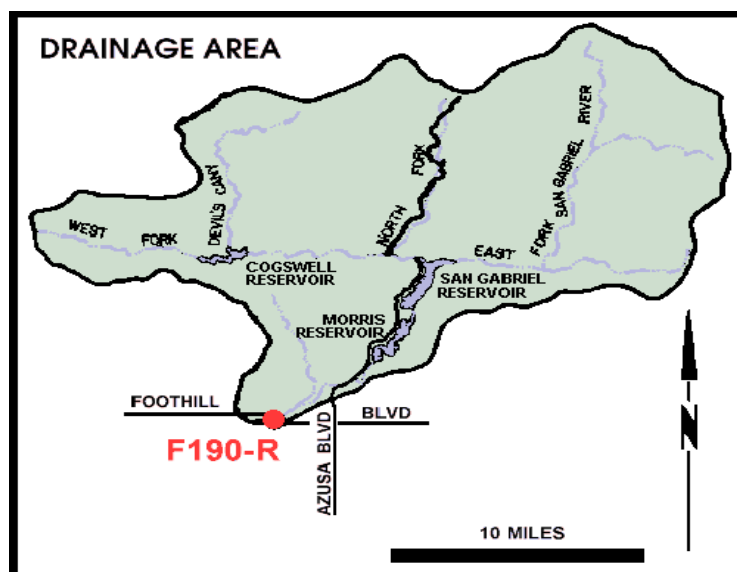 DRAINAGE AREA
WEST
FORK
DEVIL'S CANY
NORTH
FORK
EAST
FORK
SAN GABRIEL
RIVER
COGSWELL
RESERVOIR
SAN GABRIEL
RESERVOIR
MORRIS
RESERVOIR
FOOTHILL
BLVD
AZUSA BLVD
F190-R
10 MILES
N